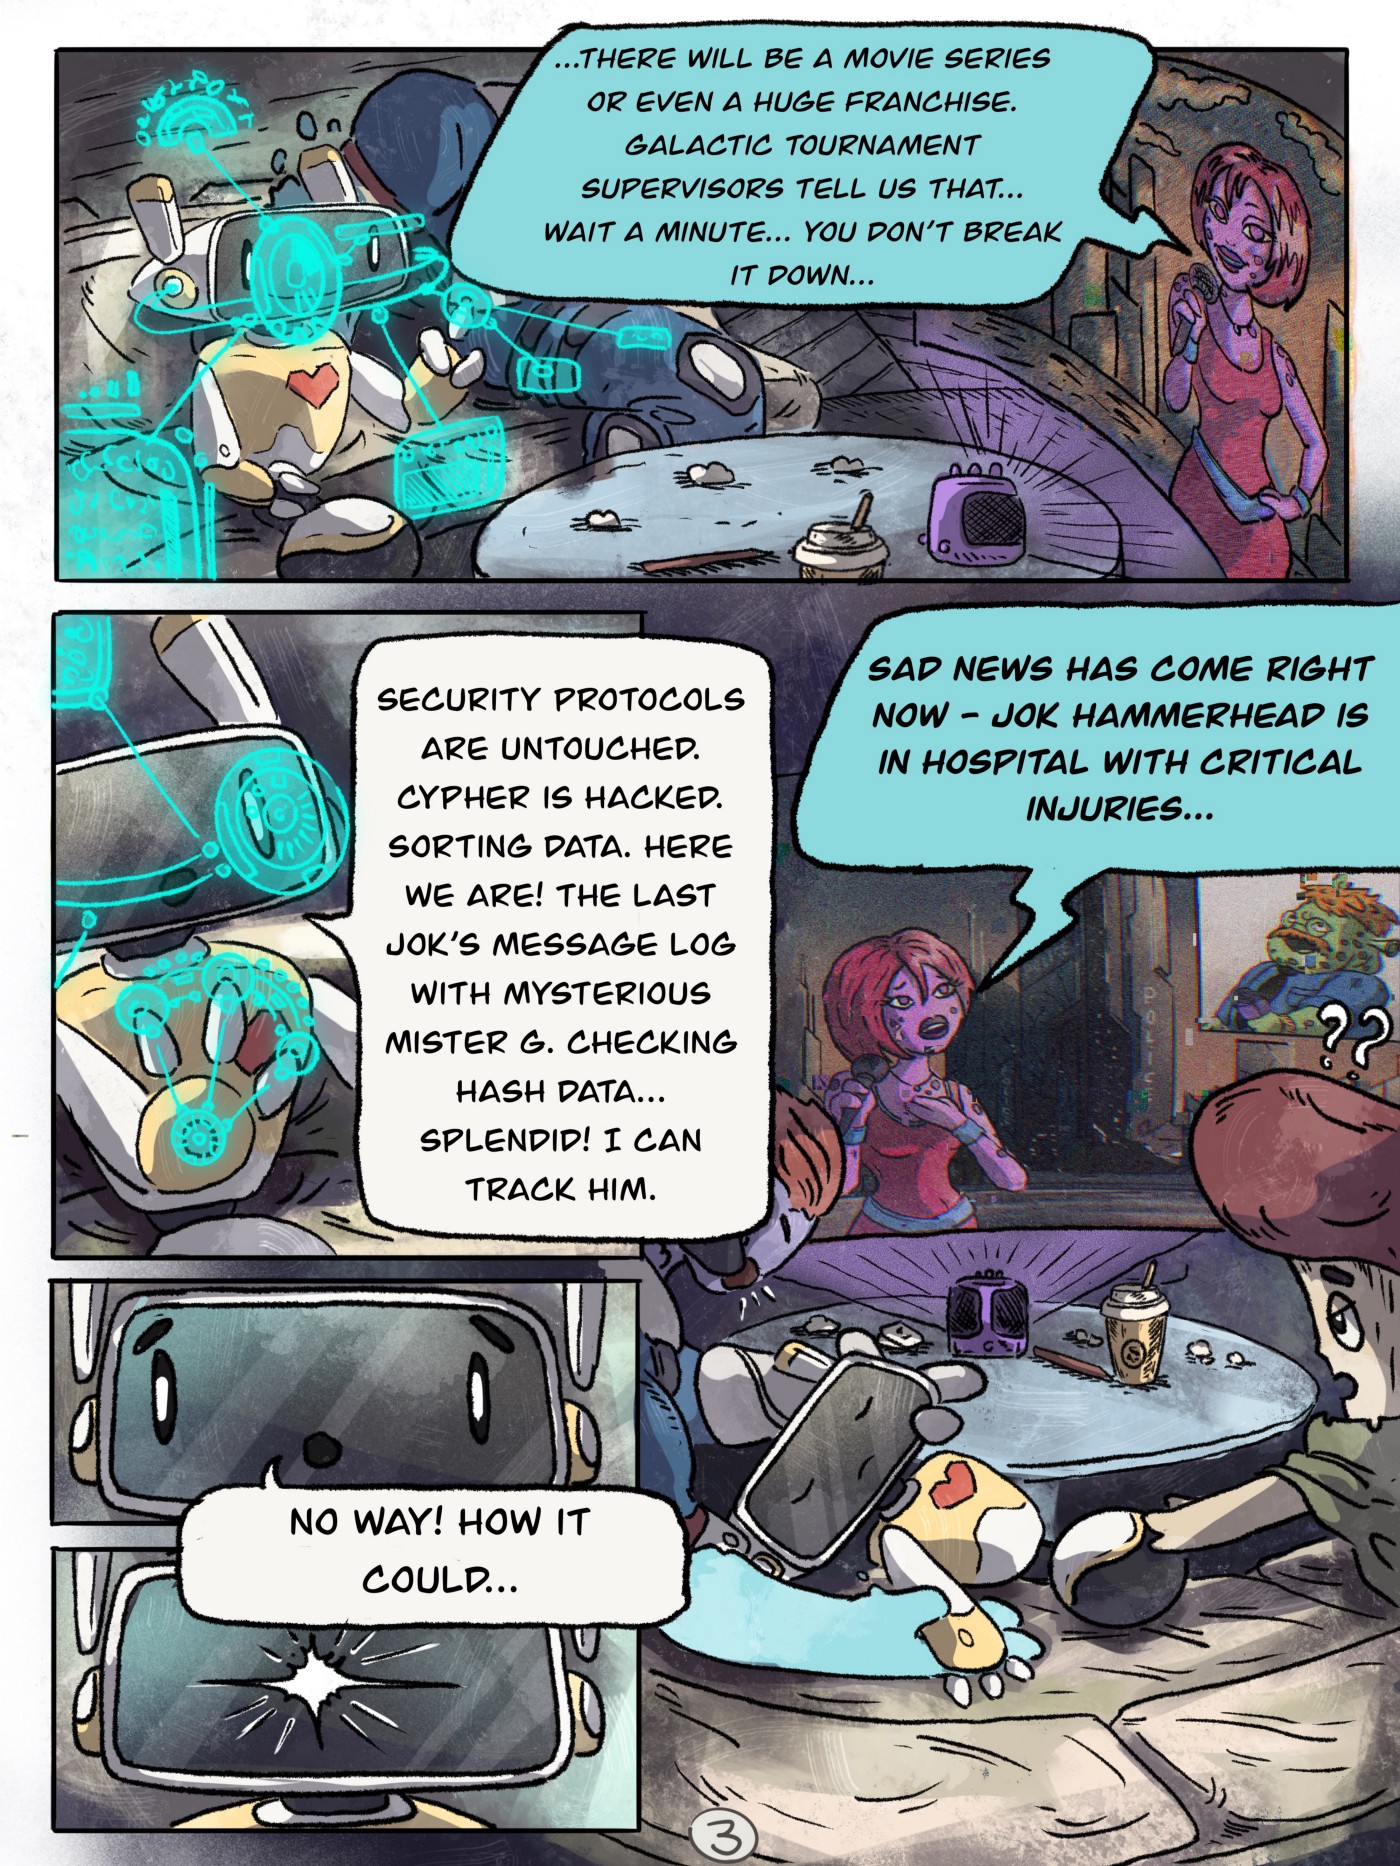 ...THERE WILL BE A MOVIE SERIES
OR EVEN A HUGE FRANCHISE.
GALACTIC TOURNAMENT
SUPERVISORS TELL US THAT...
WAIT A MINUTE... YOU DON'T BREAK
IT DOWN...
SECURITY PROTOCOLS
ARE UNTOUCHED.
CYPHER IS HACKED.
SORTING DATA. HERE
WE ARE! THE LAST
JOK'S MESSAGE LOG
WITH MYSTERIOUS
MISTER G. CHECKING
HASH DATA...
SPLENDID! I CAN
TRACK HIM.
SAD NEWS HAS COME RIGHT
NOW – JOK HAMMERHEAD IS
IN HOSPITAL WITH CRITICAL
INJURIES...
POLICE
??
NO WAY! HOW IT
COULD...
3